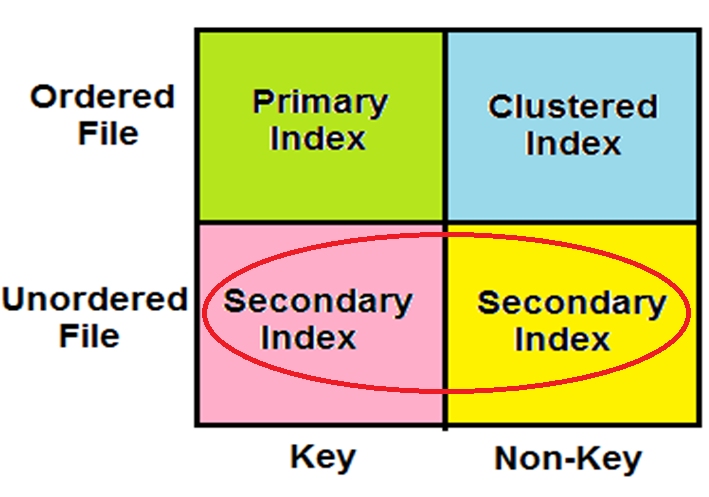 Ordered
File
Primary
Index
Clustered
Index
Unordered
File
Secondary
Index
Secondary
Index
Key
Non-Key